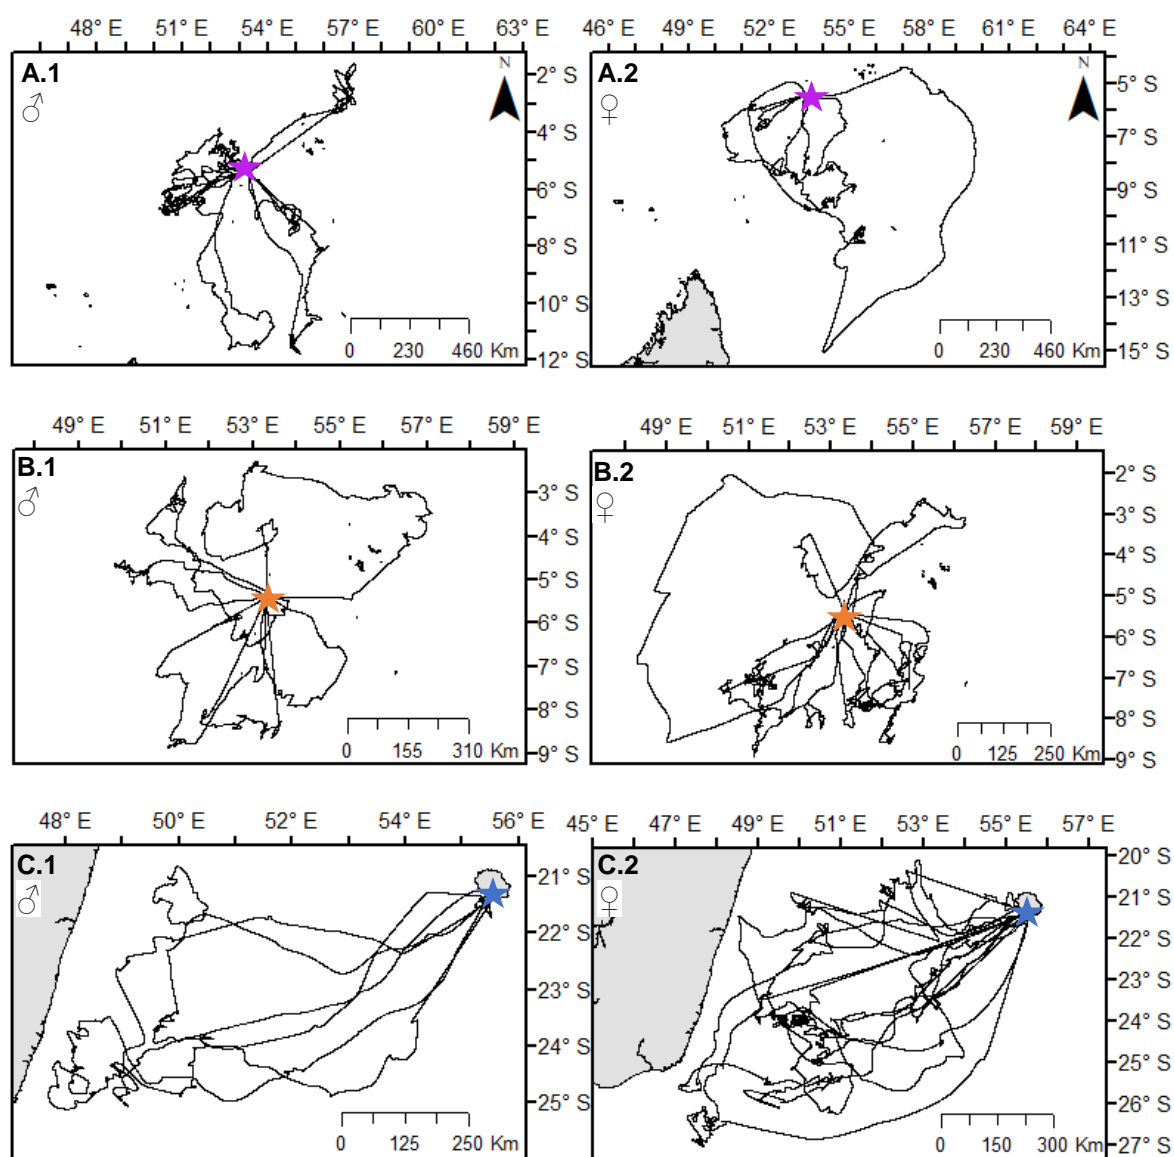 48° E 51° E 54° E 57° E 60° E 63° E
A.1
♂
N
2° S
4° S
6° S
8° S
10° S
12° S
0 230 460 Km
46° E 49° E 52° E 55° E 58° E 61° E 64° E
A.2
♀
N
5° S
7° S
9° S
11° S
13° S
15° S
0 230 460 Km
49° E 51° E 53° E 55° E 57° E 59° E
B.1
♂
3° S
4° S
5° S
6° S
7° S
8° S
9° S
0 155 310 Km
49° E 51° E 53° E 55° E 57° E 59° E
B.2
♀
2° S
3° S
4° S
5° S
6° S
7° S
8° S
9° S
0 125 250 Km
48° E 50° E 52° E 54° E 56° E
C.1
♂
21° S
22° S
23° S
24° S
25° S
0 125 250 Km
45° E 47° E 49° E 51° E 53° E 55° E 57° E
C.2
♀
20° S
21° S
22° S
23° S
24° S
25° S
26° S
27° S
0 150 300 Km